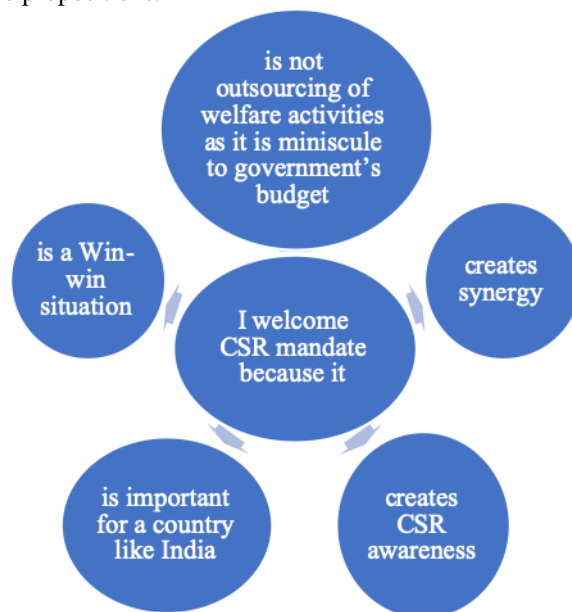 is not
outsourcing of
welfare activities
as it is miniscule
to government’s
budget
is a Win-
win
situation
creates
synergy
I welcome
CSR mandate
because it
is important
for a country
like India
creates
CSR
awareness